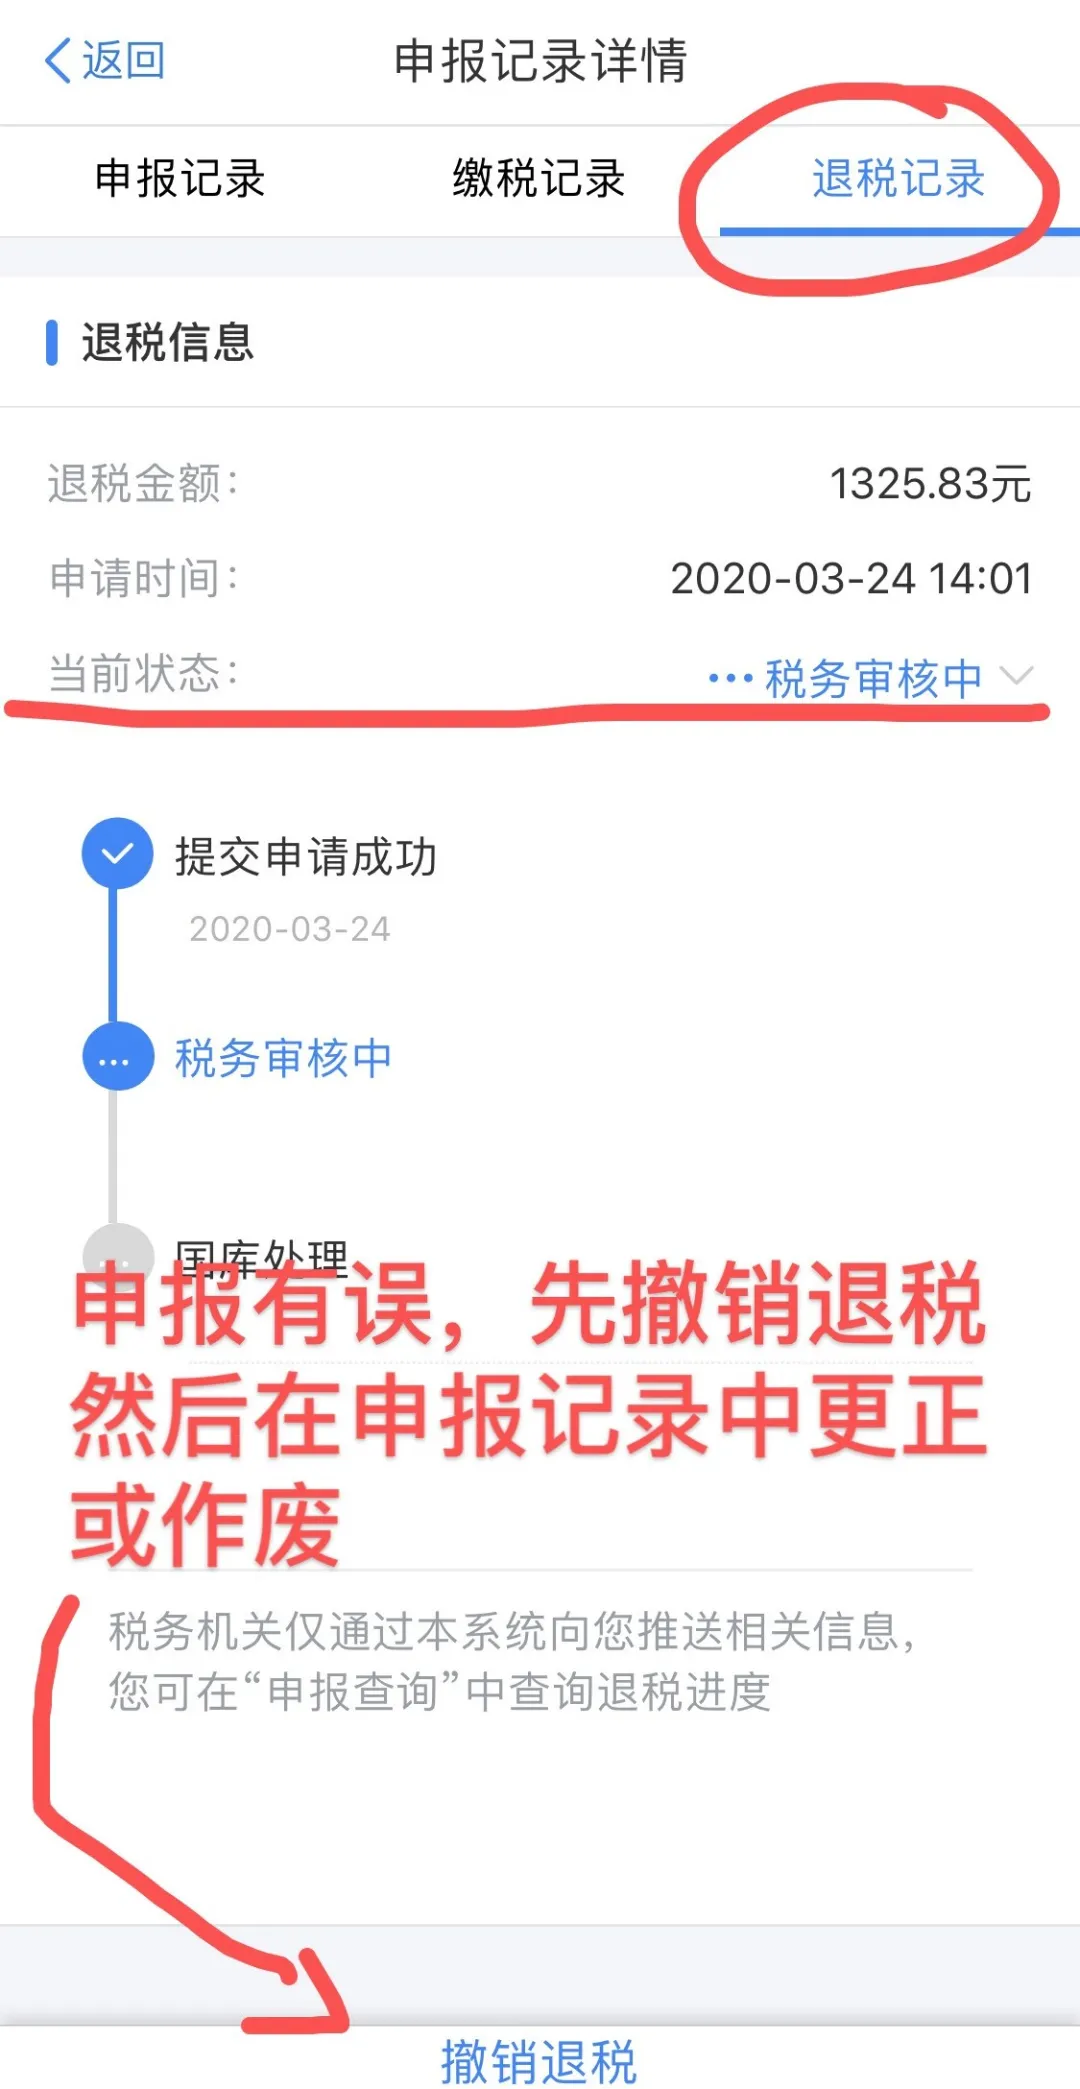 返回
申报记录详情
申报记录 缴税记录 退税记录
退税信息
退税金额： 1325.83元
申请时间： 2020-03-24 14:01
当前状态： 税务审核中
提交申请成功
2020-03-24
税务审核中
国库处理
申报有误，先撤销退税
然后在申报记录中更正
或作废
税务机关仅通过本系统向您推送相关信息，
您可在“申报查询”中查询退税进度
撤销退税